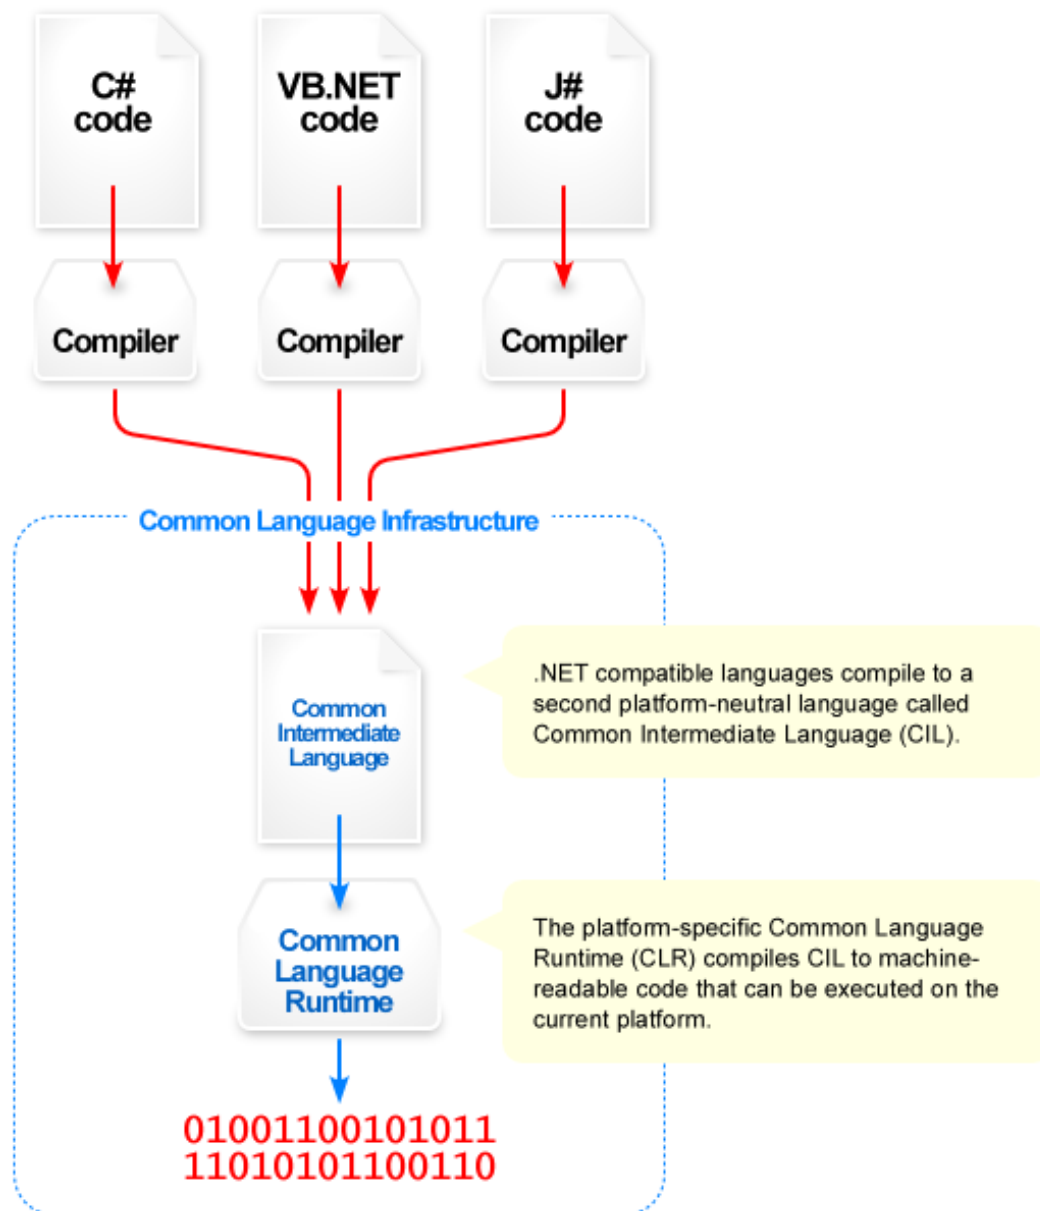 C#
code
VB.NET
code
J#
code
Compiler
Compiler
Compiler
Common Language Infrastructure
Common
Intermediate
Language
.NET compatible languages compile to a
second platform-neutral language called
Common Intermediate Language (CIL).
Common
Language
Runtime
The platform-specific Common Language
Runtime (CLR) compiles CIL to machine-
readable code that can be executed on the
current platform.
01001100101011
11010101100110